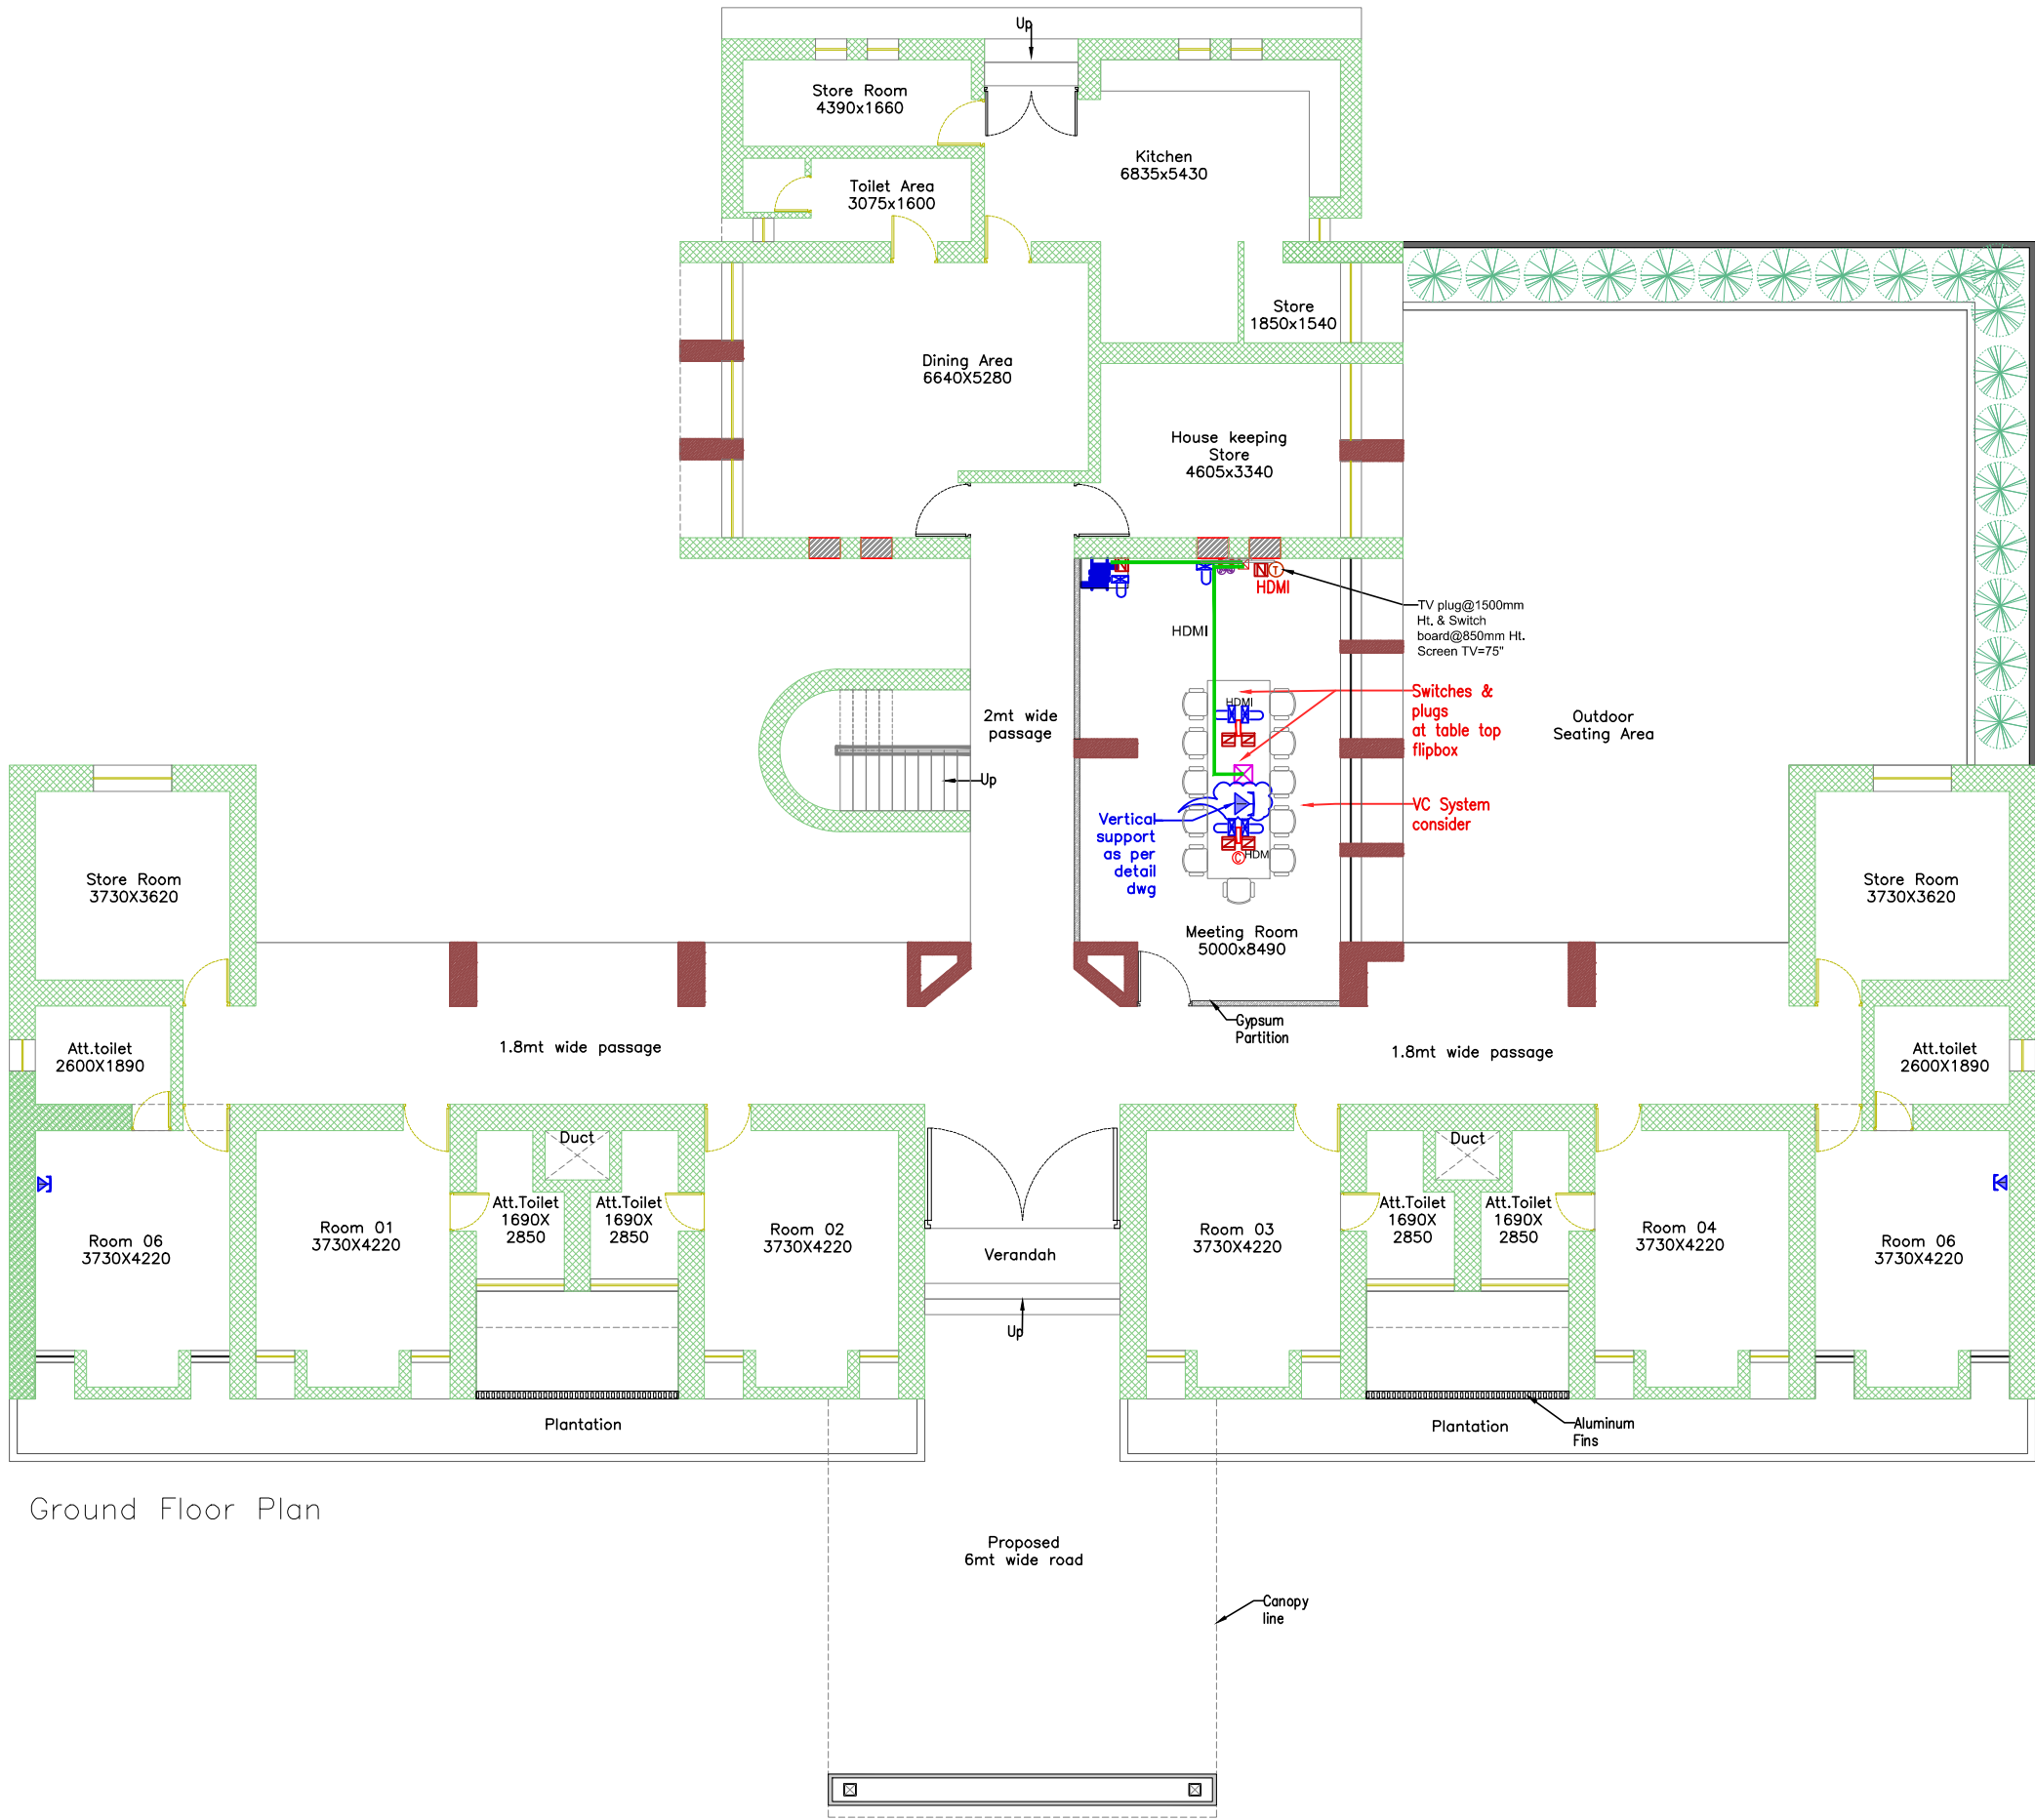 Up
Store Room
4390x1660
Kitchen
6835x5430
Toilet Area
3075x1600
Store
1850x1540
Dining Area
6640X5280
House keeping
Store
4605x3340
HDMI
T
TV plug@1500mm
Ht. & Switch
board@850mm Ht.
Screen TV=75"
HDMI
2mt wide
passage
Up
HDMI
Switches &
plugs
at table top
flipbox
Outdoor
Seating Area
VC System
consider
Vertical
support
as per
detail
dwg
C
HDMI
Meeting Room
5000x8490
Store Room
3730X3620
Store Room
3730X3620
Gypsum
Partition
1.8mt wide passage
1.8mt wide passage
Att.toilet
2600X1890
Att.toilet
2600X1890
Duct
Duct
Room 06
3730X4220
Room 01
3730X4220
Att.Toilet
1690X
2850
Att.Toilet
1690X
2850
Room 02
3730X4220
Verandah
Up
Room 03
3730X4220
Att.Toilet
1690X
2850
Att.Toilet
1690X
2850
Room 04
3730X4220
Room 06
3730X4220
Plantation
Plantation
Aluminum
Fins
Ground Floor Plan
Proposed
6mt wide road
Canopy
line